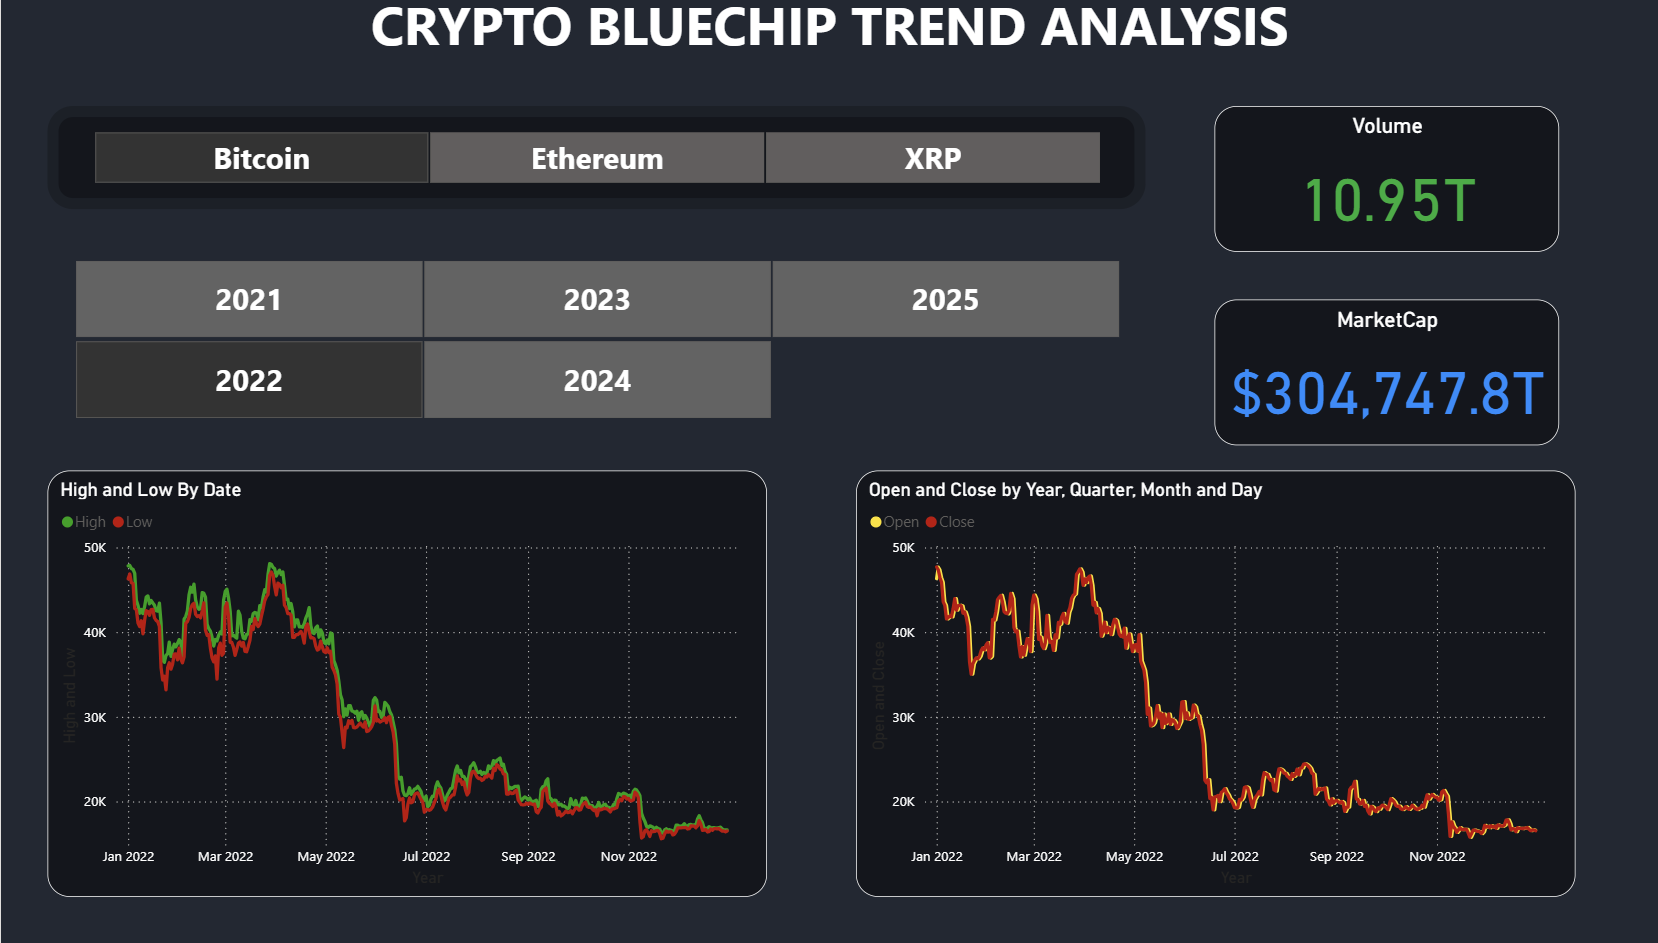 CRYPTO BLUECHIP TREND ANALYSIS
Bitcoin Ethereum XRP
Volume
10.95T
2021 2023 2025
2022 2024
MarketCap
$304,747.8T
High and Low By Date
High Low
50K
40K
30K
20K
High and Low
Jan 2022 Mar 2022 May 2022 Jul 2022 Sep 2022 Nov 2022
Year
Open and Close by Year, Quarter, Month and Day
Open Close
50K
40K
30K
20K
Open and Close
Jan 2022 Mar 2022 May 2022 Jul 2022 Sep 2022 Nov 2022
Year